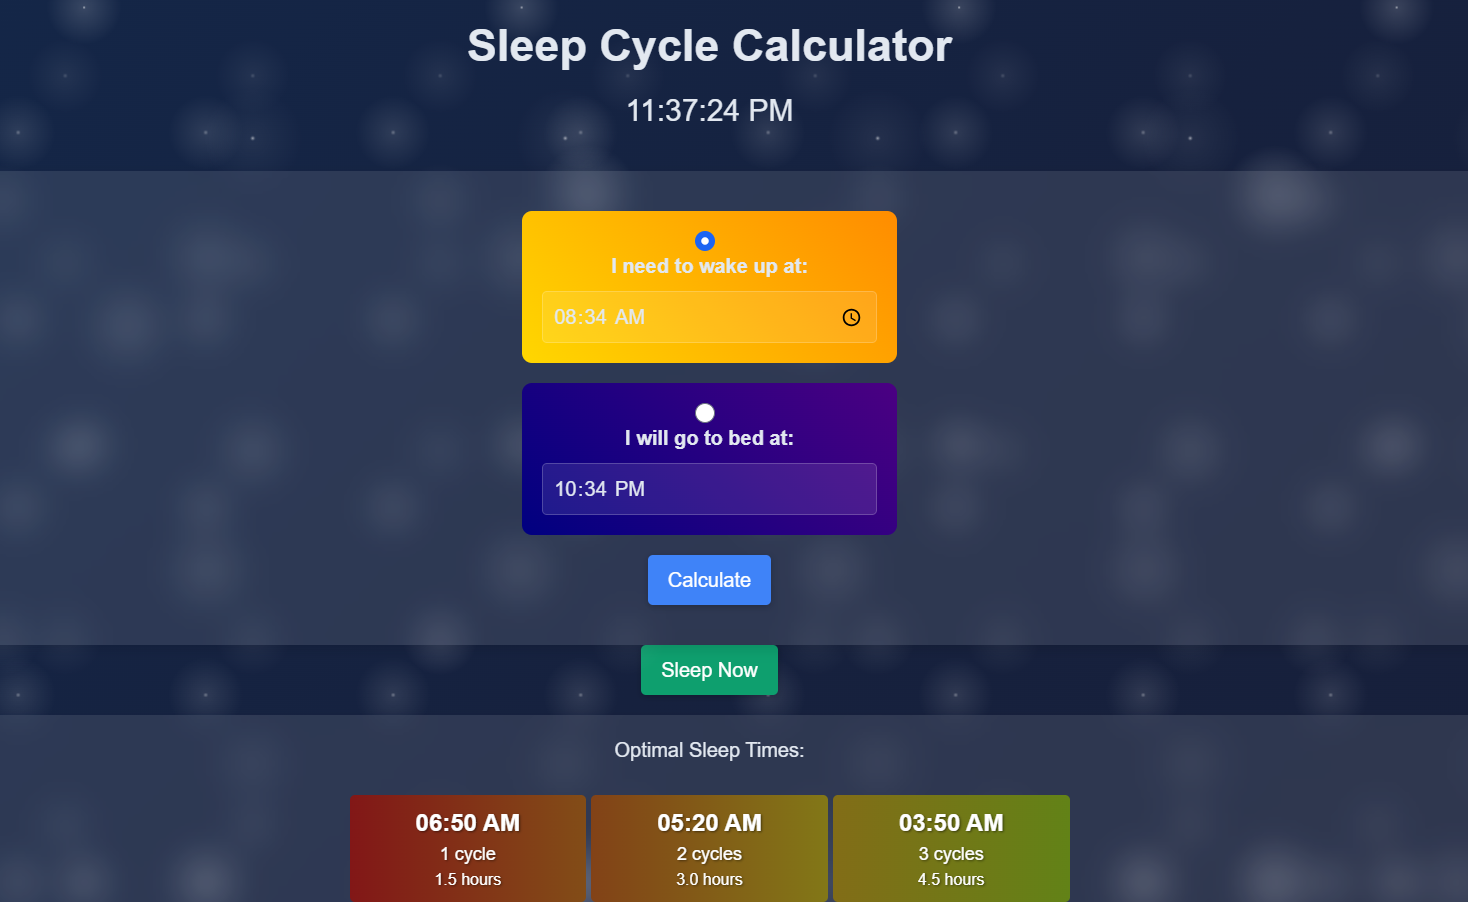 Sleep Cycle Calculator
11:37:24 PM
I need to wake up at:
08:34 AM
I will go to bed at:
10:34 PM
Calculate
Sleep Now
Optimal Sleep Times:
06:50 AM
1 cycle
1.5 hours
05:20 AM
2 cycles
3.0 hours
03:50 AM
3 cycles
4.5 hours